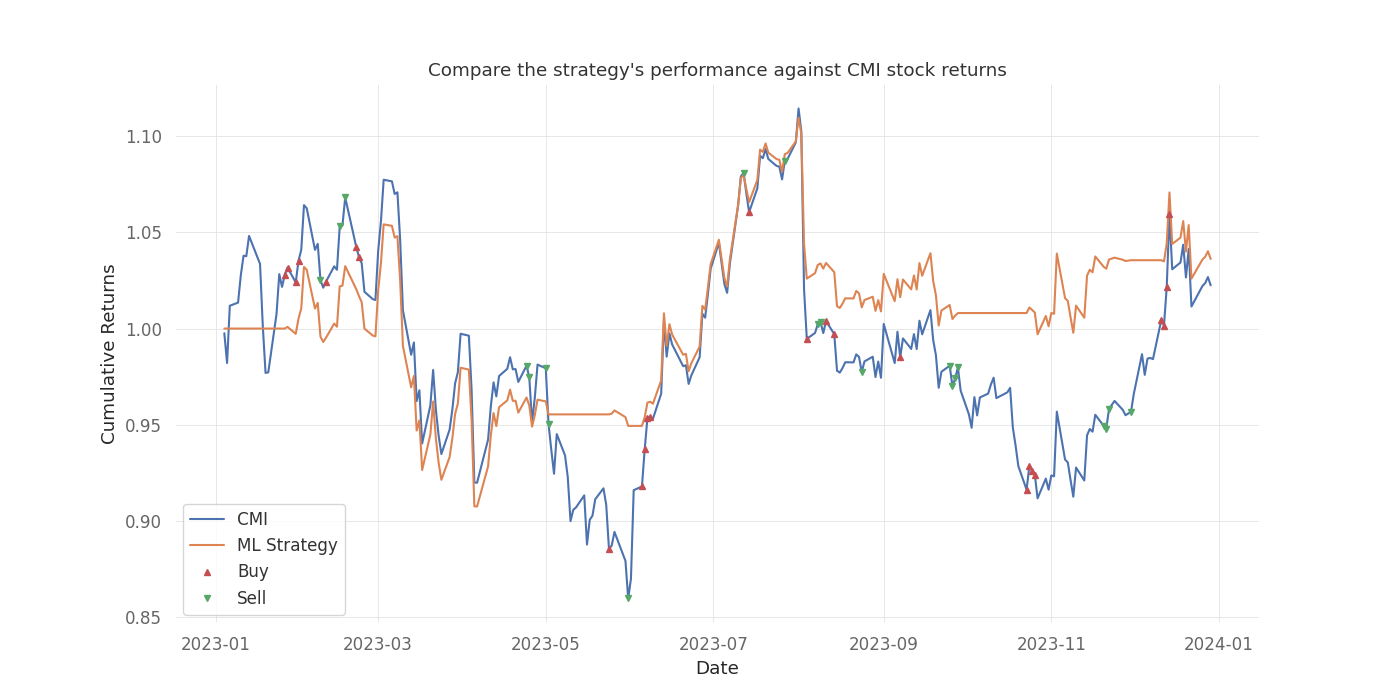 Compare the strategy's performance against CMI stock returns
1.10
1.05
1.00
0.95
0.90
0.85
Cumulative Returns
CMI
ML Strategy
Buy
Sell
2023-01 2023-03 2023-05 2023-07 2023-09 2023-11 2024-01
Date